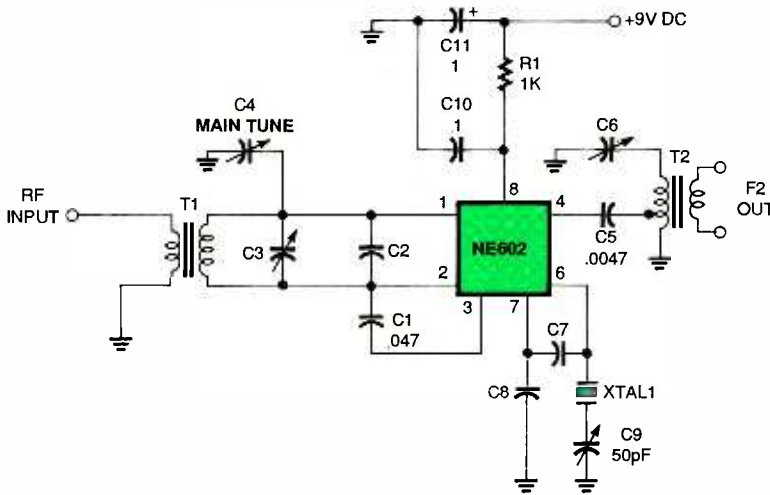 +9V DC
C11
1
+
R1
1K
C10
1
C4
MAIN TUNE
C6
T2
RF
INPUT
T1
C3
C2
1
2
3
NE602
8
4
6
7
C5
.0047
F2
OUT
C1
.047
C7
C8
XTAL1
C9
50pF